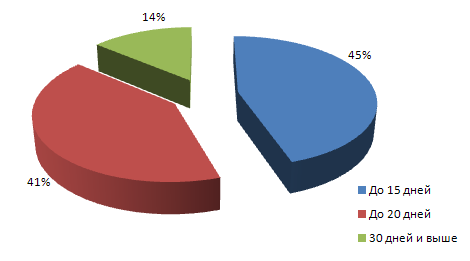 14%
45%
41%
До 15 дней
До 20 дней
30 дней и выше